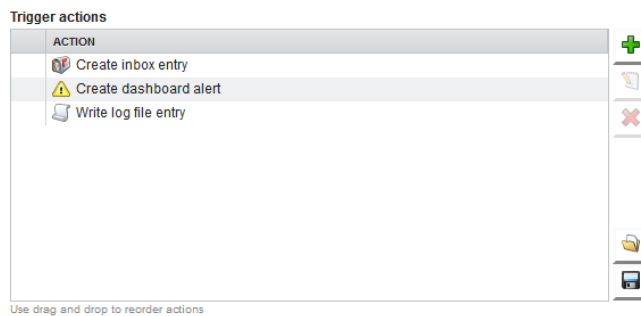 Trigger actions
ACTION
Create inbox entry
Create dashboard alert
Write log file entry
Use drag and drop to reorder actions